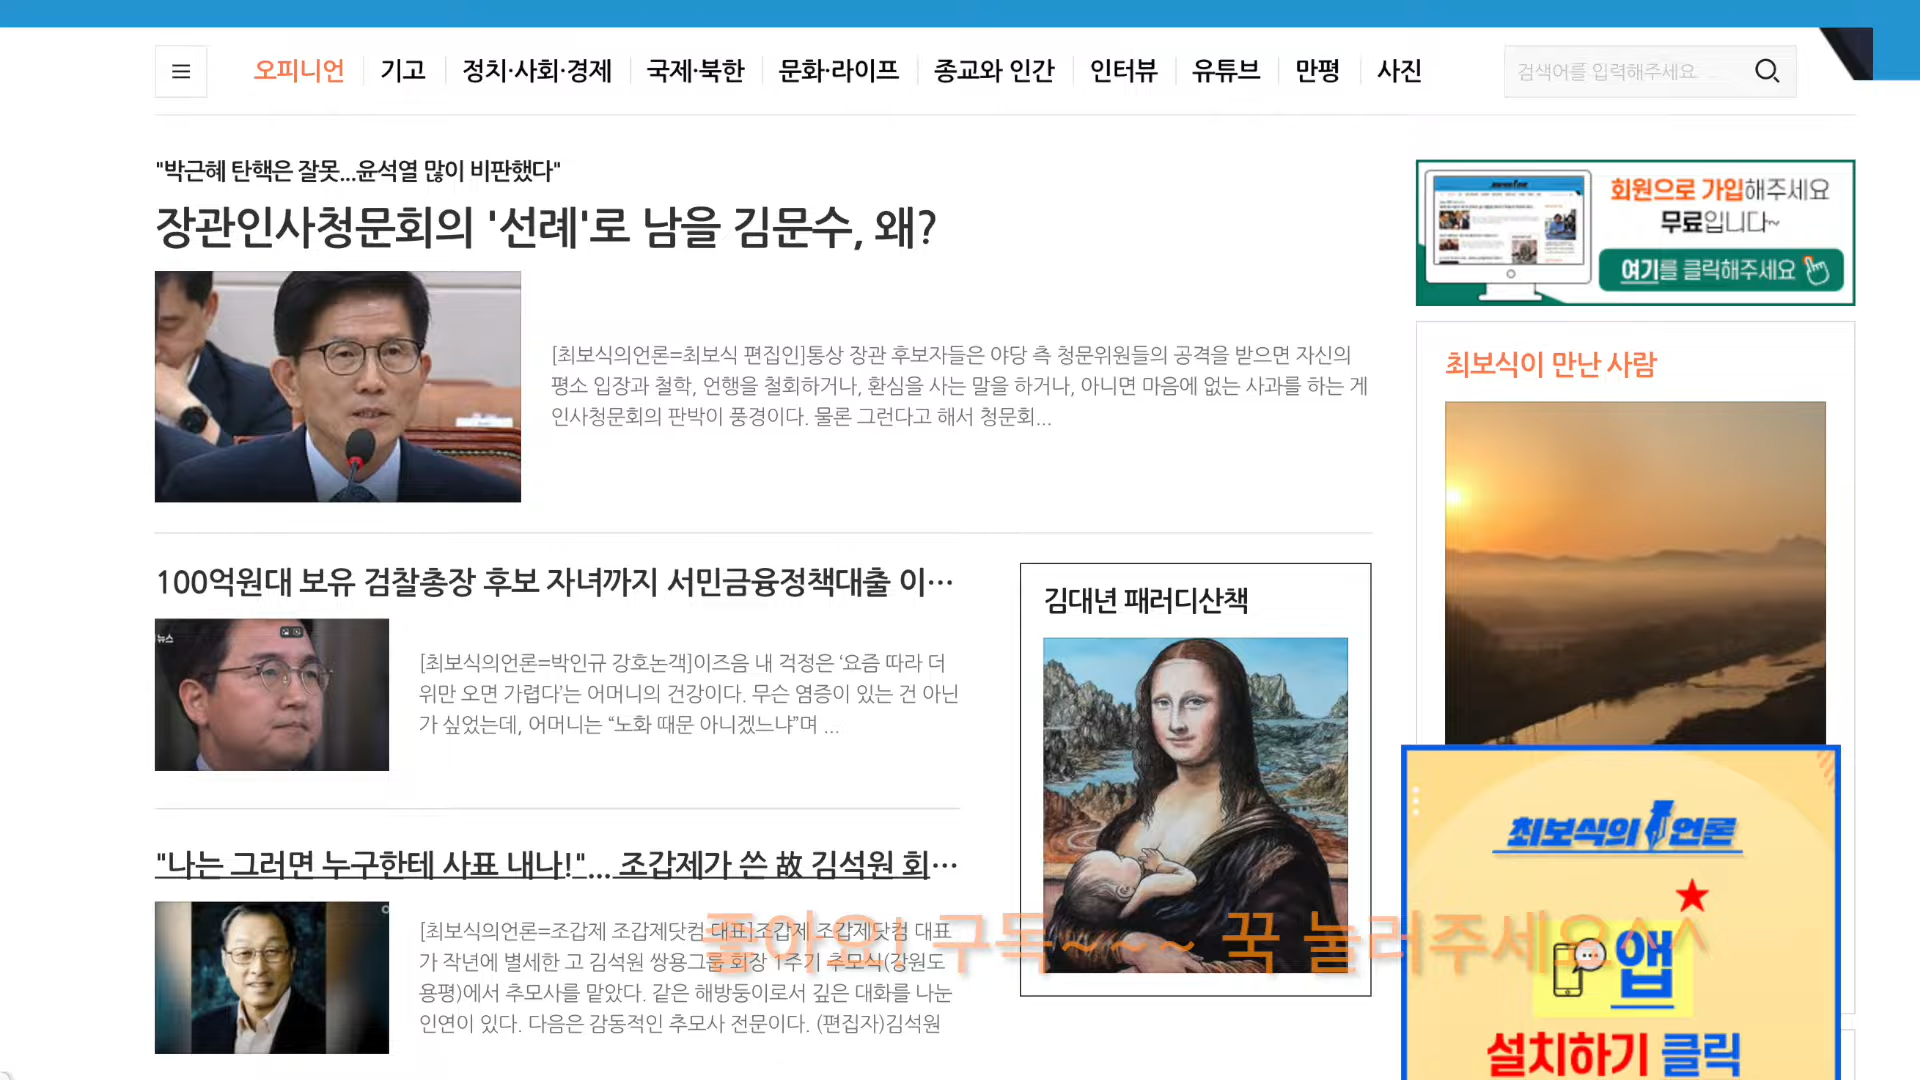 오피니언 기고 정치·사회·경제 국제·북한 문화·라이프 종교와 인간 인터뷰 유튜브 만평 사진
검색어를 입력해주세요
"박근혜 탄핵은 잘못...윤석열 많이 비판했다"
장관인사청문회의 '선례'로 남을 김문수, 왜?
[최보식의언론=최보식 편집인]통상 장관 후보자들은 야당 측 청문위원들의 공격을 받으면 자신의
평소 입장과 철학, 언행을 철회하거나, 환심을 사는 말을 하거나, 아니면 마음에 없는 사과를 하는 게
인사청문회의 판박이 풍경이다. 물론 그런다고 해서 청문회...
회원으로 가입해주세요
무료입니다~
여기를 클릭해주세요
최보식이 만난 사람
100억원대 보유 검찰총장 후보 자녀까지 서민금융정책대출 이···
뉴스
[최보식의언론=박인규 강호논객]이즈음 내 걱정은 ‘요즘 따라 더
위만 오면 가렵다’는 어머니의 건강이다. 무슨 염증이 있는 건 아닌
가 싶었는데, 어머니는 “노화 때문 아니겠느냐”며 ...
김대년 패러디산책
"나는 그러면 누구한테 사표 내나!"... 조갑제가 쓴 故 김석원 회···
[최보식의언론=조갑제 조갑제닷컴 대표]조갑제 조갑제닷컴 대표
가 작년에 별세한 고 김석원 쌍용그룹 회장 1주기 추모식(강원도
용평)에서 추모사를 맡았다. 같은 해방둥이로서 깊은 대화를 나눈
인연이 있다. 다음은 감동적인 추모사 전문이다. (편집자)김석원
좋아요! 구독~~~ 꾹 눌러주세요^^
최보식의 언론
앱
설치하기 클릭